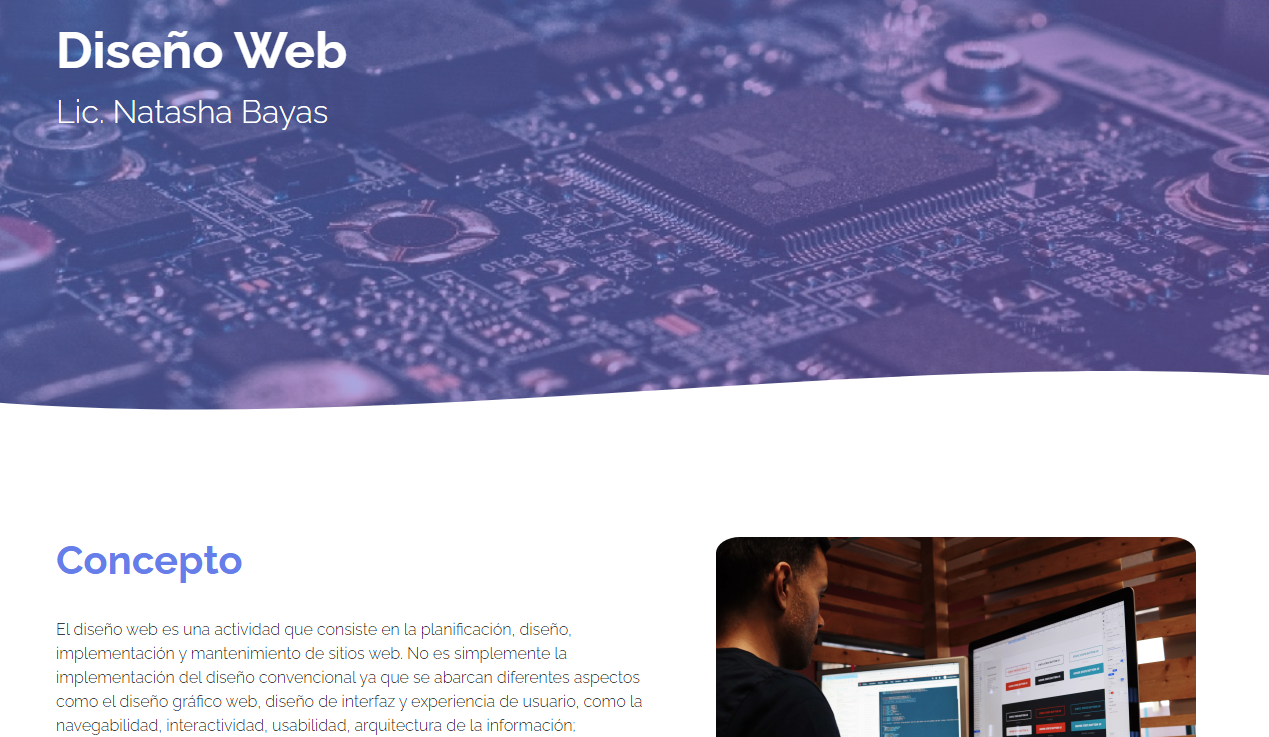 Diseño Web
Lic. Natasha Bayas
Concepto
El diseño web es una actividad que consiste en la planificación, diseño,
implementación y mantenimiento de sitios web. No es simplemente la
implementación del diseño convencional ya que se abarcan diferentes aspectos
como el diseño gráfico web, diseño de interfaz y experiencia de usuario, como la
navegabilidad, interactividad, usabilidad, arquitectura de la información;